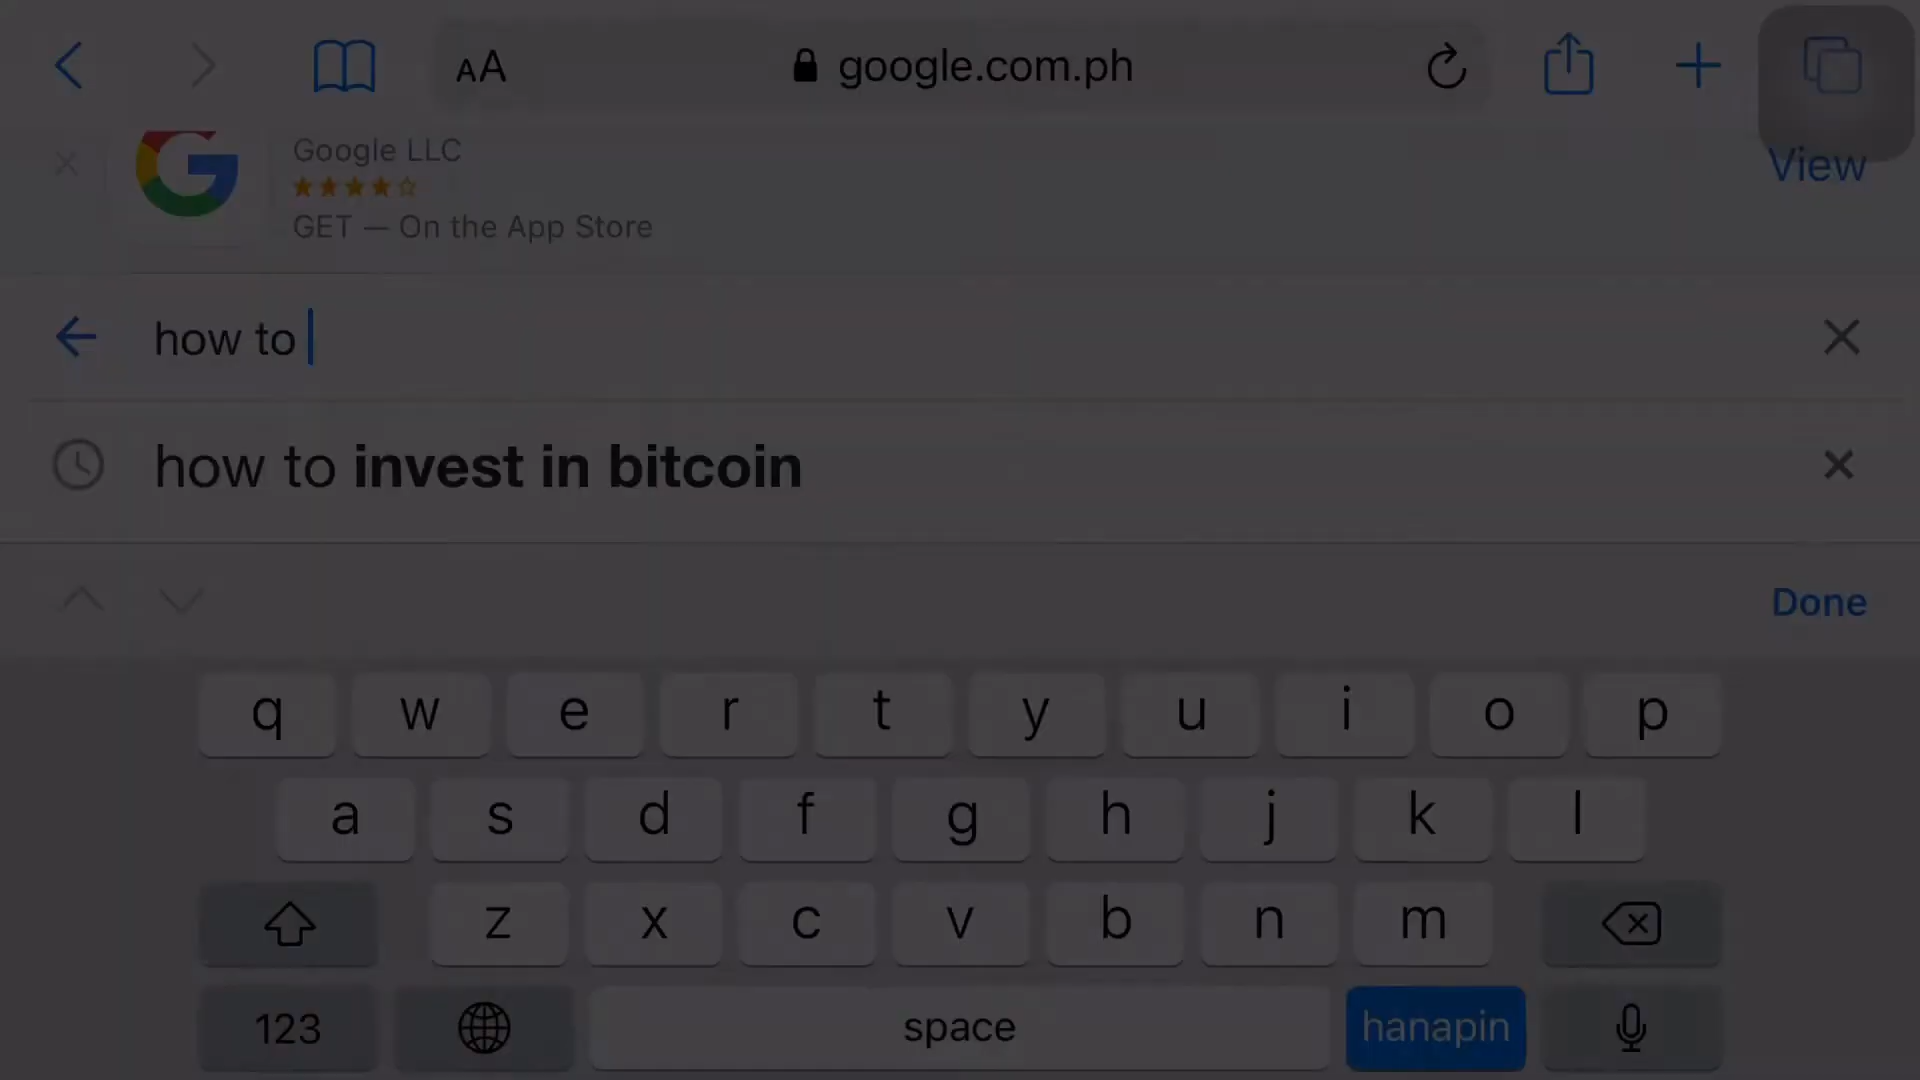 AA google.com.ph
Google LLC
GET — On the App Store
View
how to
how to invest in bitcoin
Done
q w e r t y u i o p
a s d f g h j k l
z x c v b n m
123 space hanapin